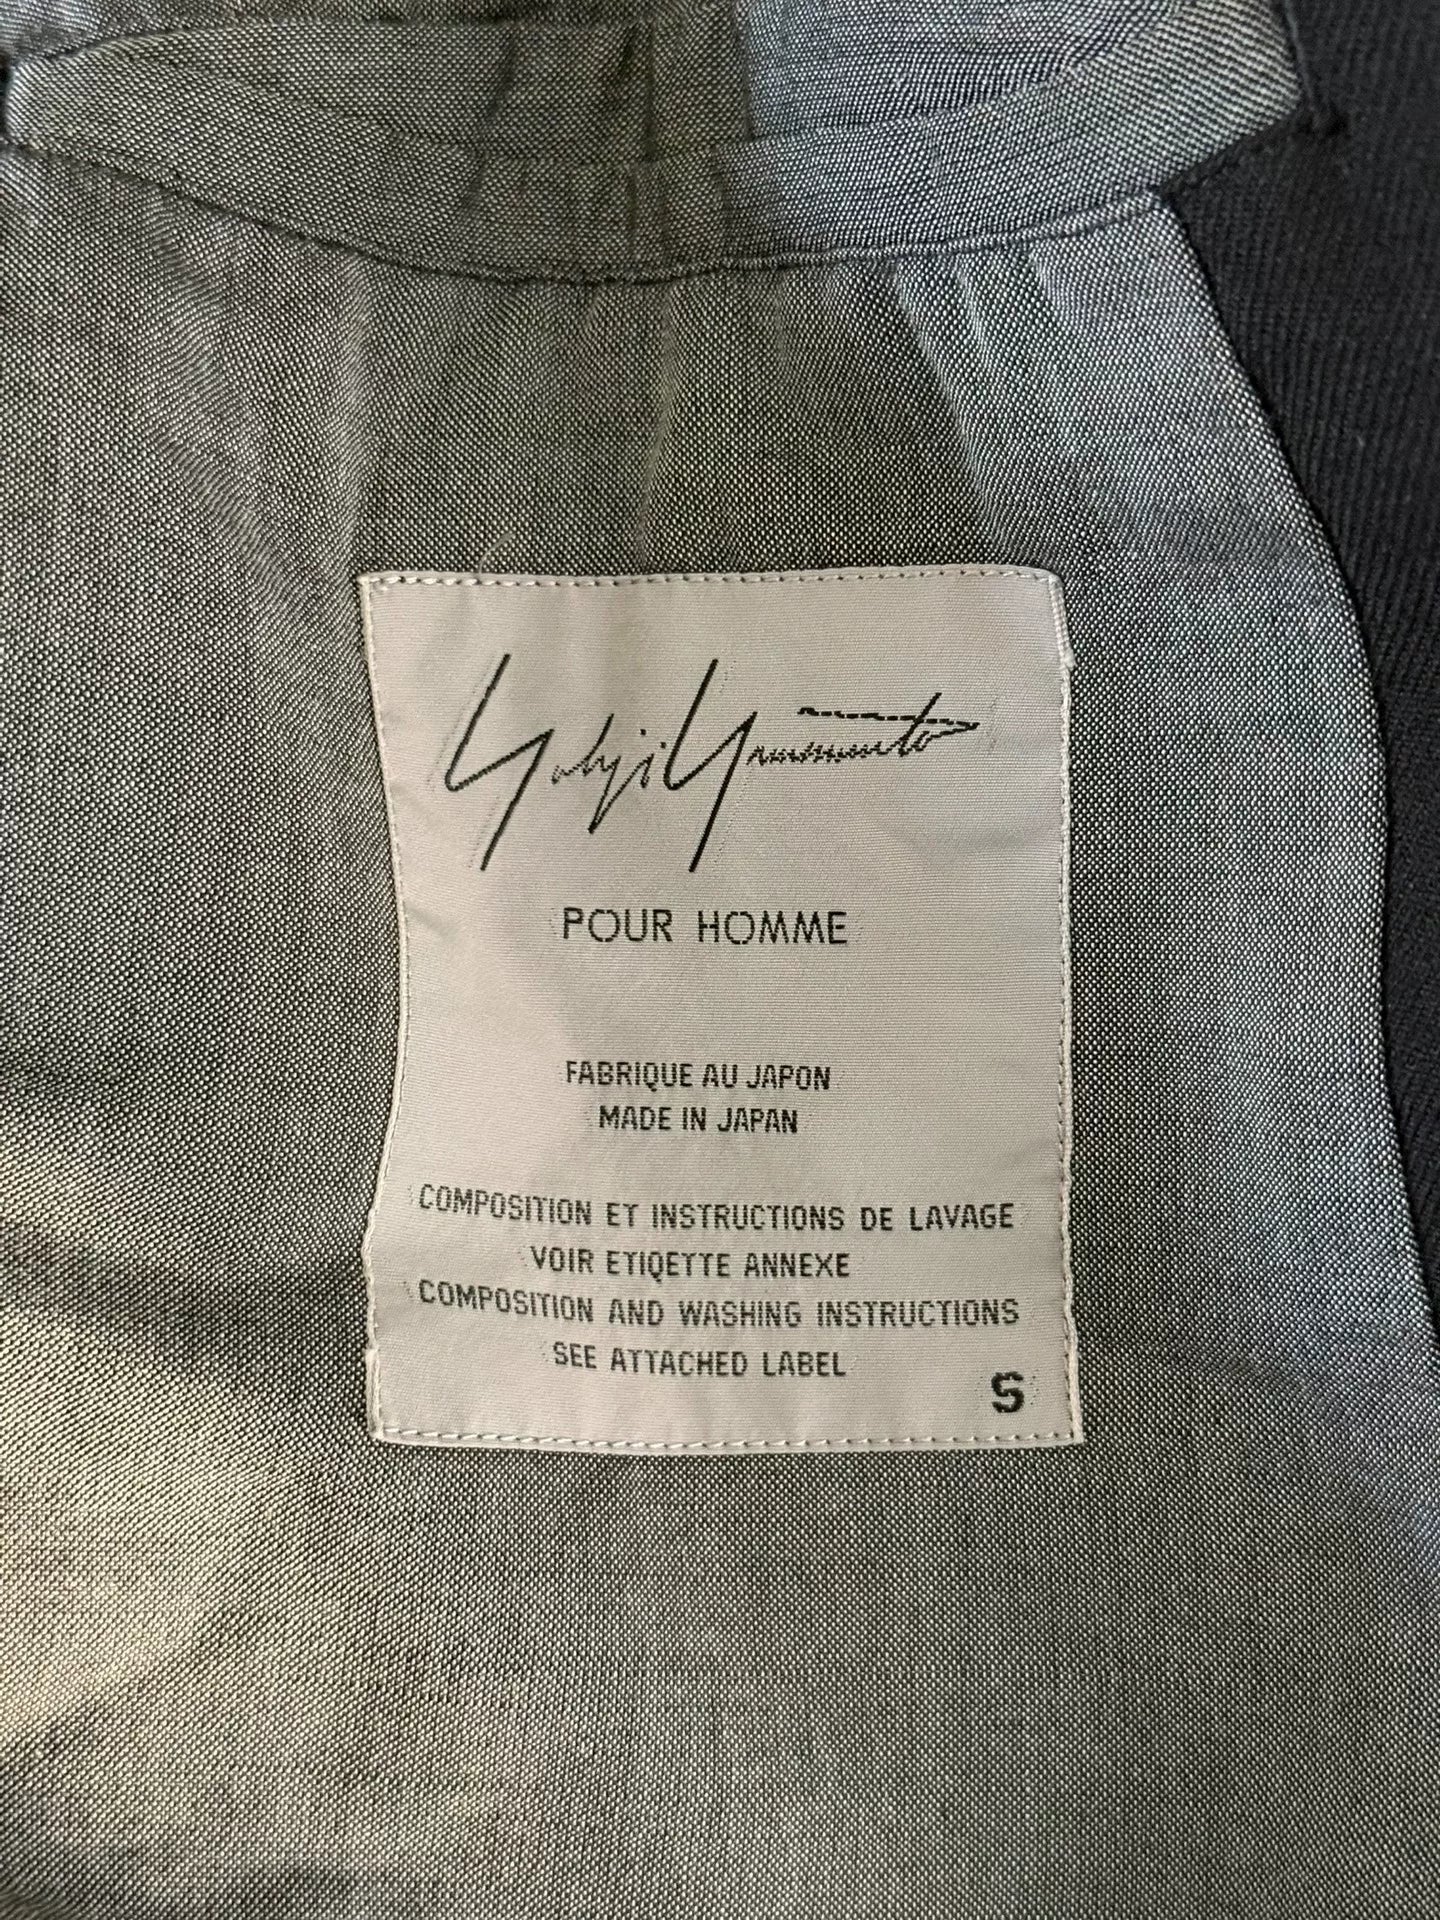 Yohji Yamamoto
POUR HOMME
FABRIQUE AU JAPON
MADE IN JAPAN
COMPOSITION ET INSTRUCTIONS DE LAVAGE
VOIR ETIQETTE ANNEXE
COMPOSITION AND WASHING INSTRUCTIONS
SEE ATTACHED LABEL
S